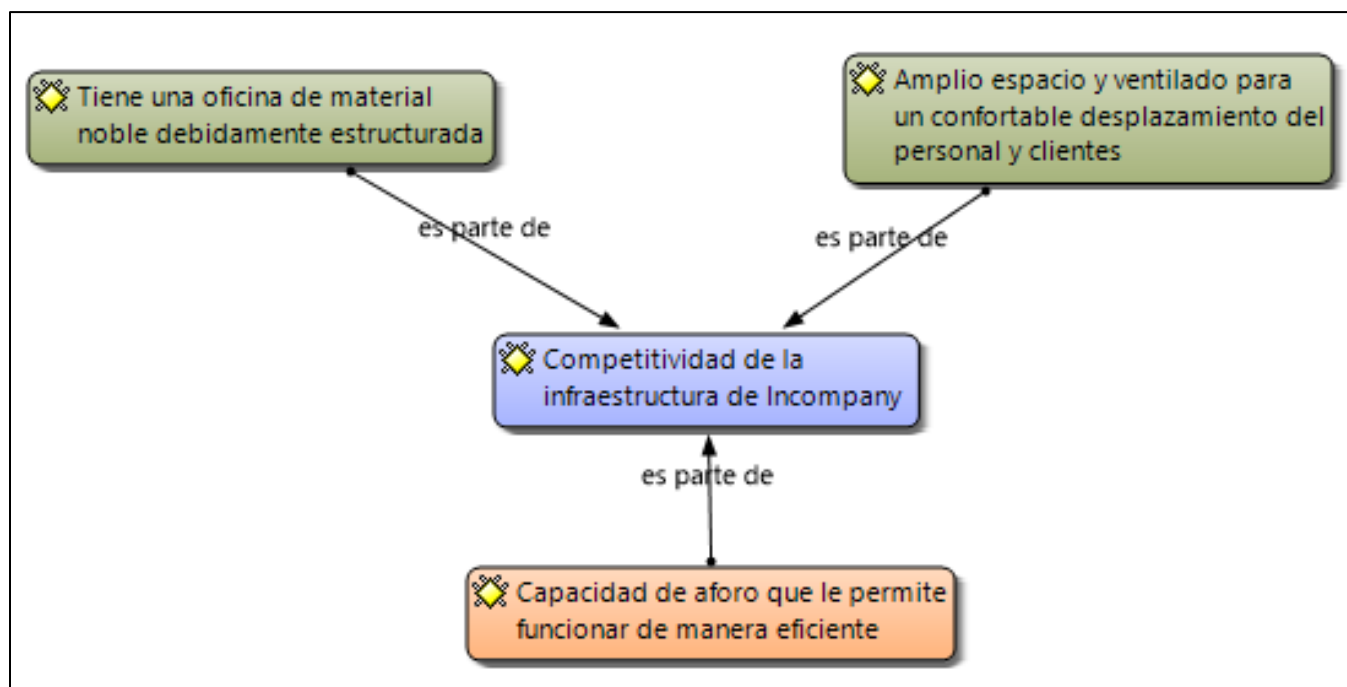 Tiene una oficina de material
noble debidamente estructurada
Amplio espacio y ventilado para
un confortable desplazamiento del
personal y clientes
es parte de
es parte de
Competitividad de la
infraestructura de Incompany
es parte de
Capacidad de aforo que le permite
funcionar de manera eficiente